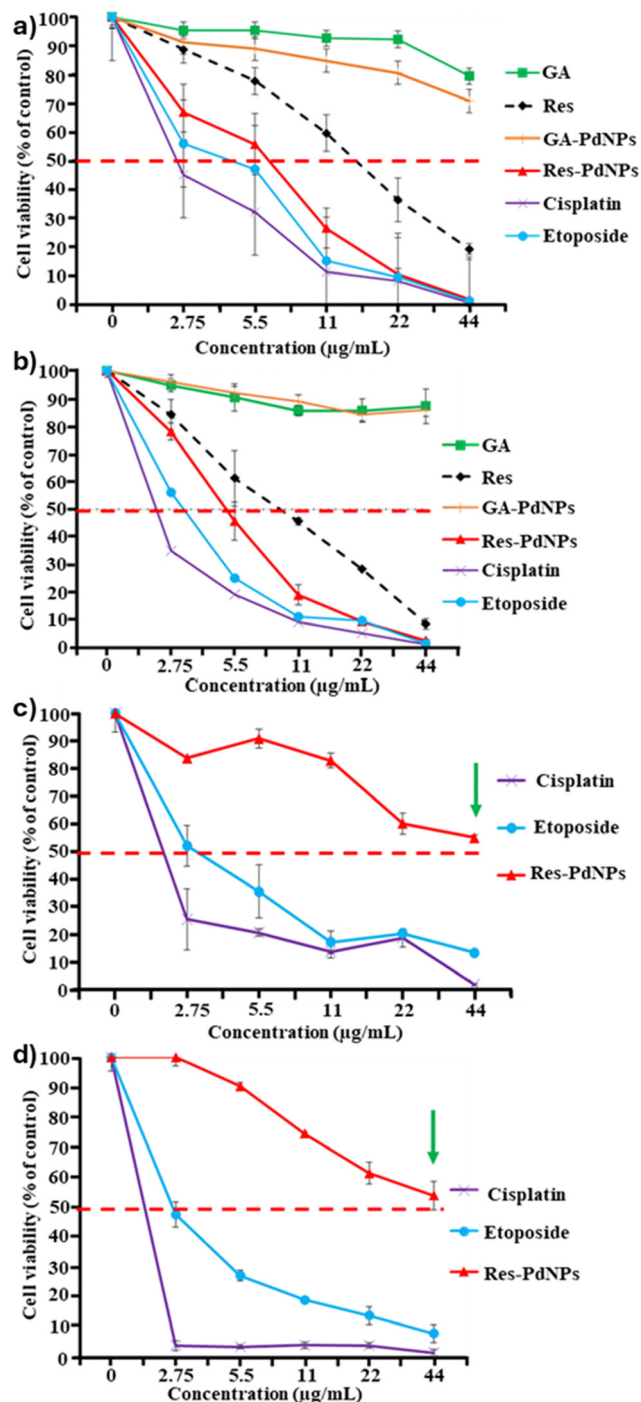 a)
Cell viability (% of control)
100
90
80
70
60
50
40
30
20
10
0
0 2.75 5.5 11 22 44
Concentration (µg/mL)
GA
Res
GA-PdNPs
Res-PdNPs
Cisplatin
Etoposide
b)
Cell viability (% of control)
100
90
80
70
60
50
40
30
20
10
0
0 2.75 5.5 11 22 44
Concentration (µg/mL)
GA
Res
GA-PdNPs
Res-PdNPs
Cisplatin
Etoposide
c)
Cell viability (% of control)
100
90
80
70
60
50
40
30
20
10
0
0 2.75 5.5 11 22 44
Concentration (µg/mL)
Cisplatin
Etoposide
Res-PdNPs
d)
Cell viability (% of control)
100
90
80
70
60
50
40
30
20
10
0
0 2.75 5.5 11 22 44
Concentration (µg/mL)
Cisplatin
Etoposide
Res-PdNPs